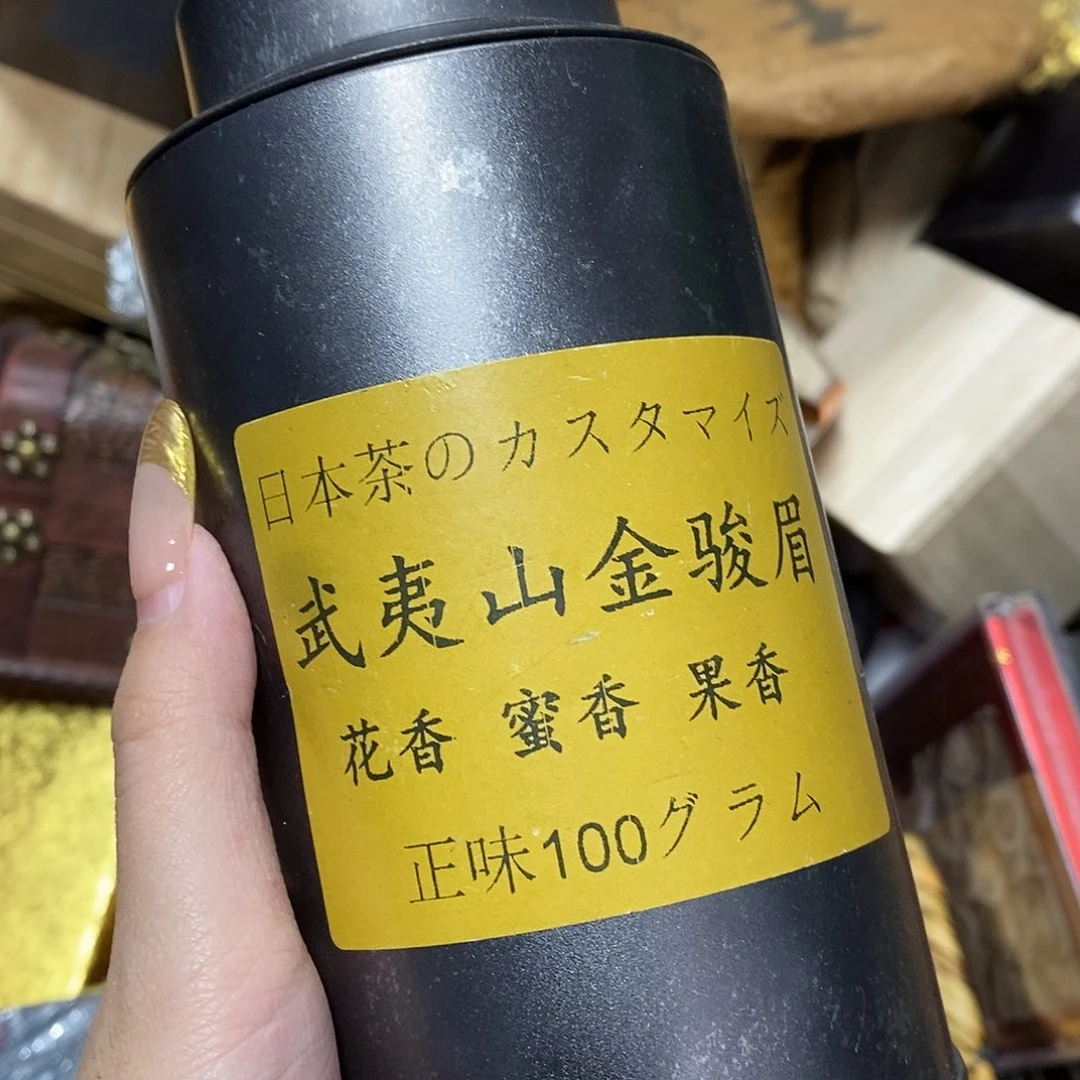 日本茶のカスタマイズ
武夷山金骏眉
花香 蜜香 果香
正味100グラム